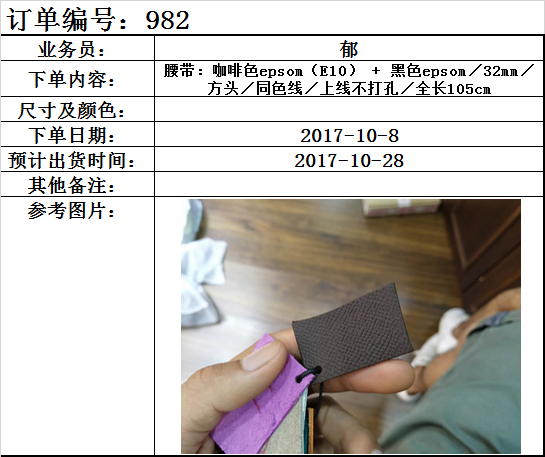 订单编号：982
业务员： 郁
下单内容： 腰带：咖啡色epsom（E10） + 黑色epsom／32mm／
方头／同色线／上线不打孔／全长105cm
尺寸及颜色：
下单日期： 2017-10-8
预计出货时间： 2017-10-28
其他备注：
参考图片：